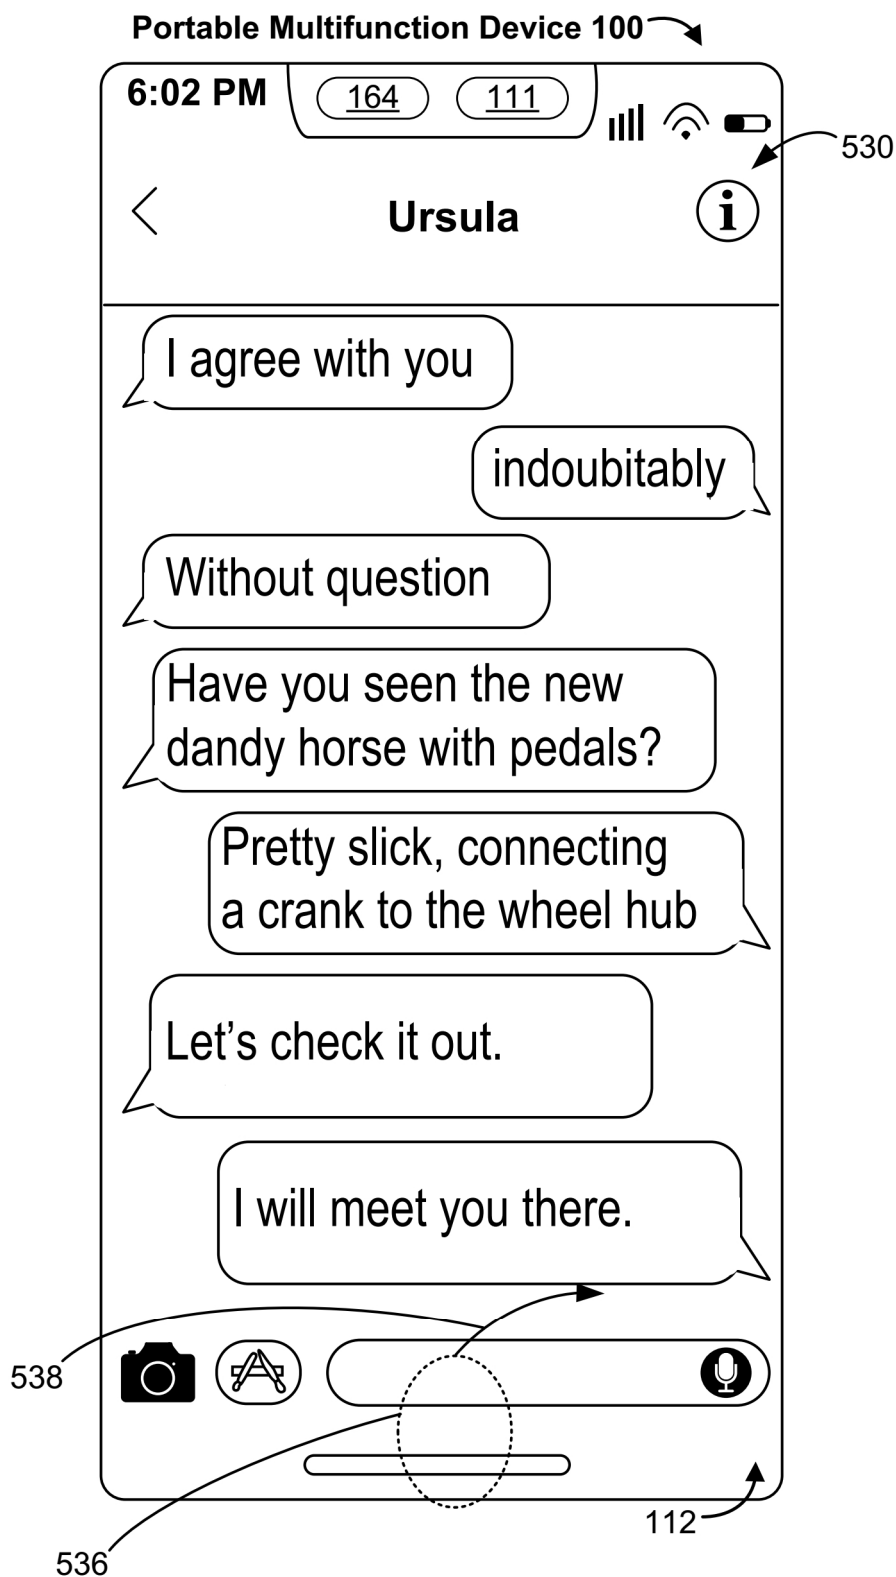 Portable Multifunction Device 100
6:02 PM
164
111
530
Ursula
i
I agree with you
indoubitably
Without question
Have you seen the new
dandy horse with pedals?
Pretty slick, connecting
a crank to the wheel hub
Let's check it out.
I will meet you there.
538
112
536